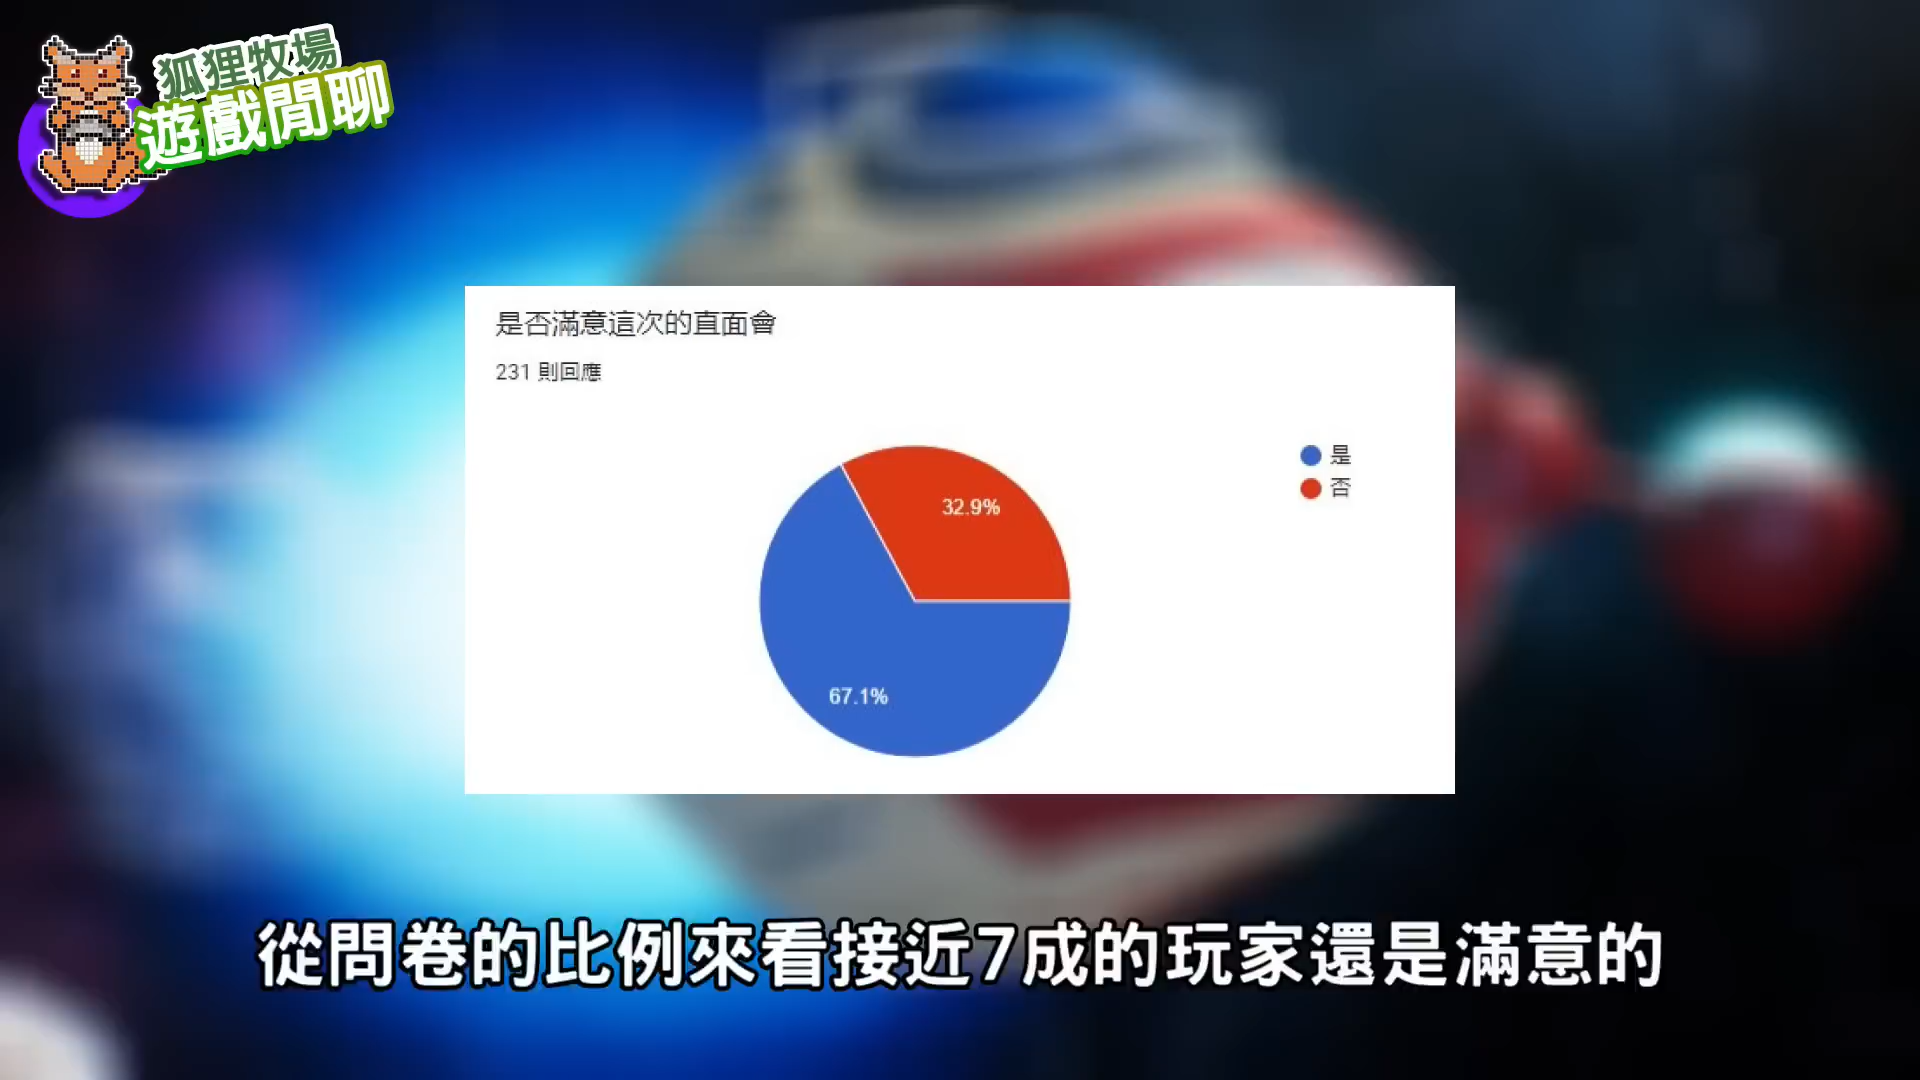 狐狸牧場
遊戲閒聊
是否滿意這次的直面會
231 則回應
是
否
32.9%
67.1%
從問卷的比例來看接近7成的玩家還是滿意的